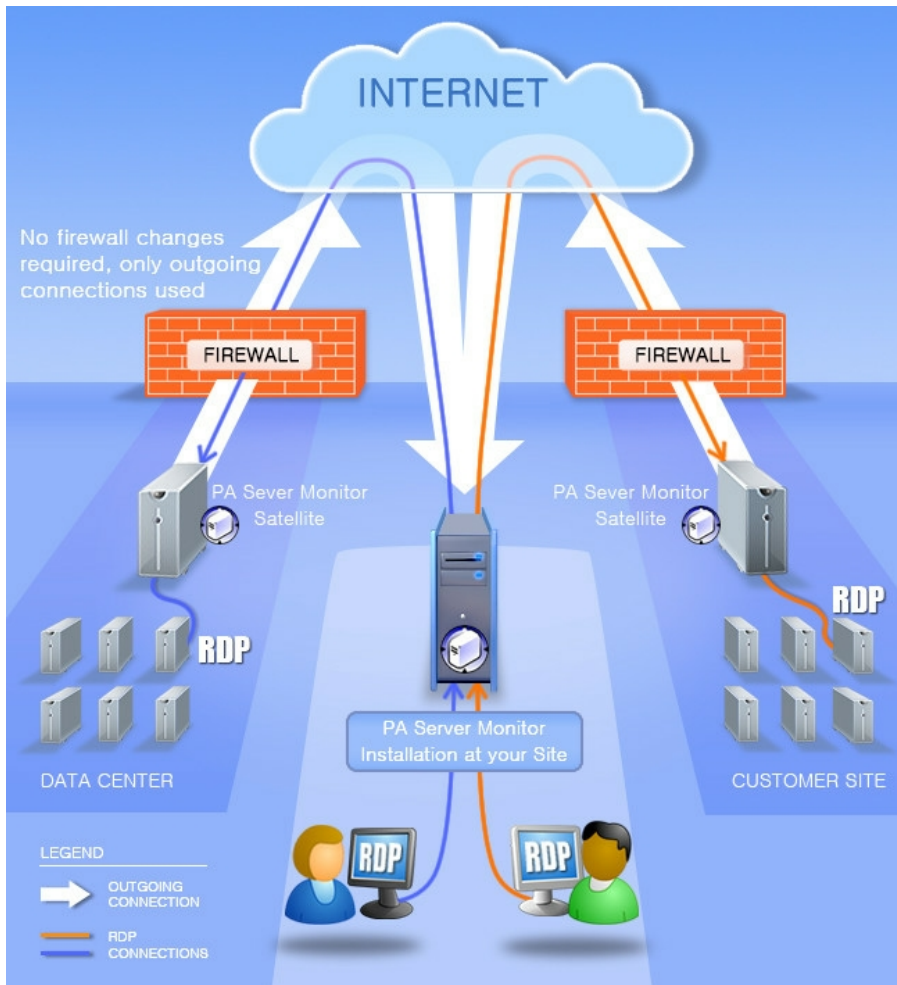 INTERNET
No firewall changes
required, only outgoing
connections used
FIREWALL
FIREWALL
PA Sever Monitor
Satellite
PA Sever Monitor
Satellite
RDP
RDP
PA Server Monitor
Installation at your Site
DATA CENTER
CUSTOMER SITE
RDP
RDP
LEGEND
OUTGOING
CONNECTION
RDP
CONNECTIONS